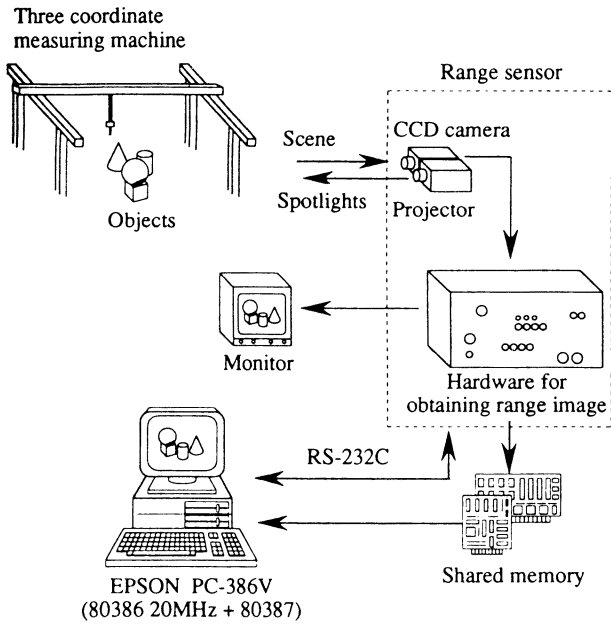 Three coordinate
measuring machine
Range sensor
Scene
CCD camera
Spotlights
Projector
Objects
Monitor
Hardware for
obtaining range image
RS-232C
Shared memory
EPSON PC-386V
(80386 20MHz + 80387)